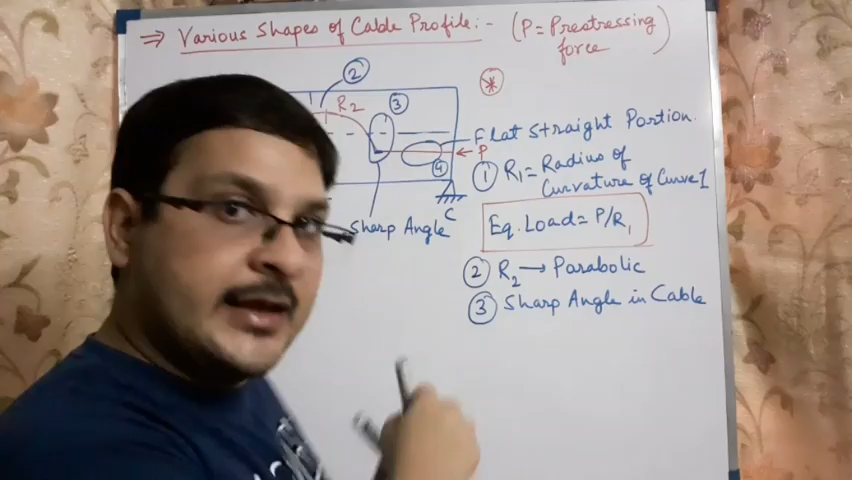 ⇒ Various Shapes of Cable Profile:- (P = Prestressing
force)
②
R2
③
*
Flat Straight Portion
P
④
① R1 = Radius of
Curvature of Curve 1
Sharp Angle
C
Eq. Load = P/R1
② R2 → Parabolic
③ Sharp Angle in Cable